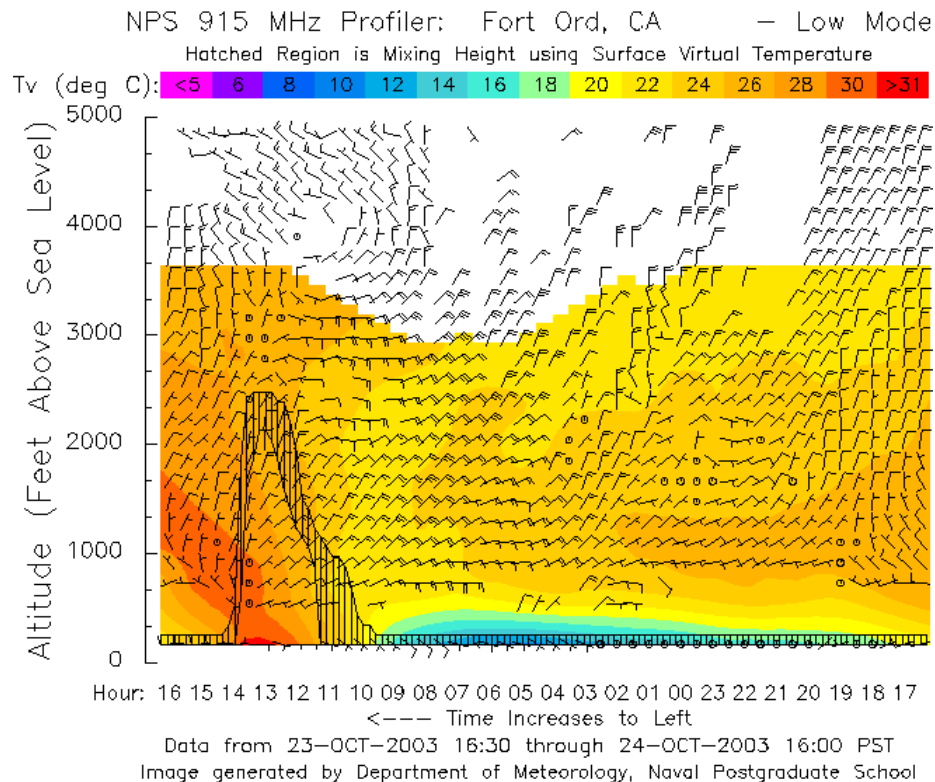 NPS 915 MHz Profiler: Fort Ord, CA — Low Mode
Hatched Region is Mixing Height using Surface Virtual Temperature
Tv (deg C): <5 6 8 10 12 14 16 18 20 22 24 26 28 30 >31
Altitude (Feet Above Sea Level)
5000
4000
3000
2000
1000
0
Hour: 16 15 14 13 12 11 10 09 08 07 06 05 04 03 02 01 00 23 22 21 20 19 18 17
<--- Time Increases to Left
Data from 23-OCT-2003 16:30 through 24-OCT-2003 16:00 PST
Image generated by Department of Meteorology, Naval Postgraduate School